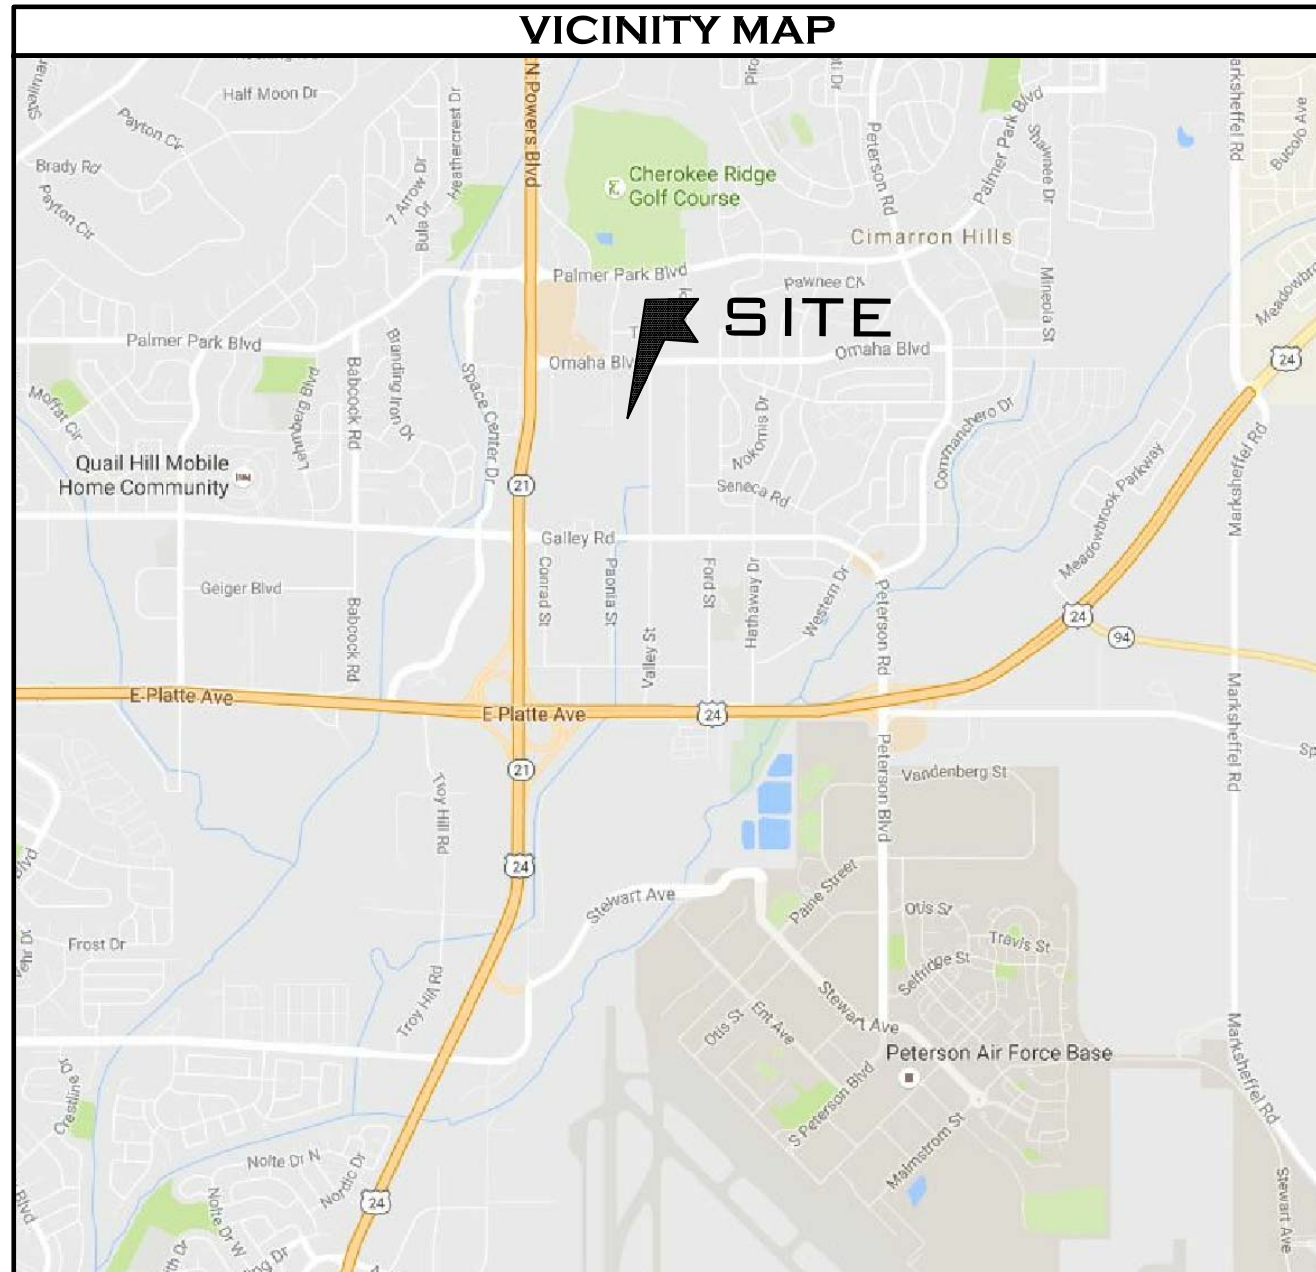 VICINITY MAP
Half Moon Dr
Payton Cir
Brady Rd
Payton Cir
7 Arrow Dr
Bula Dr
Heathercrest Dr
N Powers Blvd
Cherokee Ridge
Golf Course
Peterson Rd
Palmer Park Blvd
Shawnee Dr
Cimarron Hills
Bucolo Ave
Palmer Park Blvd
Pawnee Cir
Mineola St
SITE
Palmer Park Blvd
Omaha Blv
Omaha Blvd
24
Moffat Cir
Babcock Rd
Branding Iron Dr
Space Center Dr
Nokomis Dr
Commanchero Dr
Quail Hill Mobile
Home Community
21
Seneca Rd
Meadowbrook Parkway
Marksheffel Rd
Galley Rd
Geiger Blvd
Babcock Rd
Conrad St
Paonia St
Valley St
Ford St
Hathaway Dr
Western Dr
Peterson Rd
24
94
E Platte Ave
E Platte Ave
24
Marksheffel Rd
21
Troy Hill Rd
Peterson Blvd
Vandenberg St
24
Stewart Ave
Paine Street
Otis St
Travis St
Selfridge St
Frost Dr
Troy Hill Rd
Otis St
Ent Ave
Stewart Ave
Peterson Air Force Base
S Peterson Blvd
Malmstrom St
Marksheffel Rd
Crestline Dr
Nolte Dr N
Nordic Dr
Nolte Dr W
24
Stewart Ave